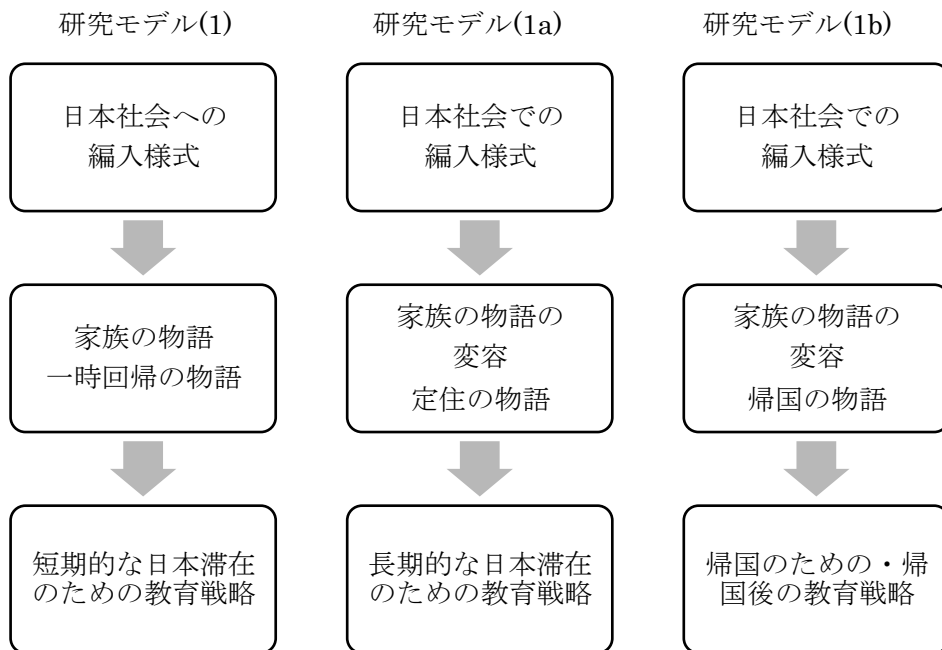 研究モデル(1)
日本社会への
編入様式
家族の物語
一時回帰の物語
短期的な日本滞在
のための教育戦略
研究モデル(1a)
日本社会での
編入様式
家族の物語の
変容
定住の物語
長期的な日本滞在
のための教育戦略
研究モデル(1b)
日本社会での
編入様式
家族の物語の
変容
帰国の物語
帰国のための・帰
国後の教育戦略